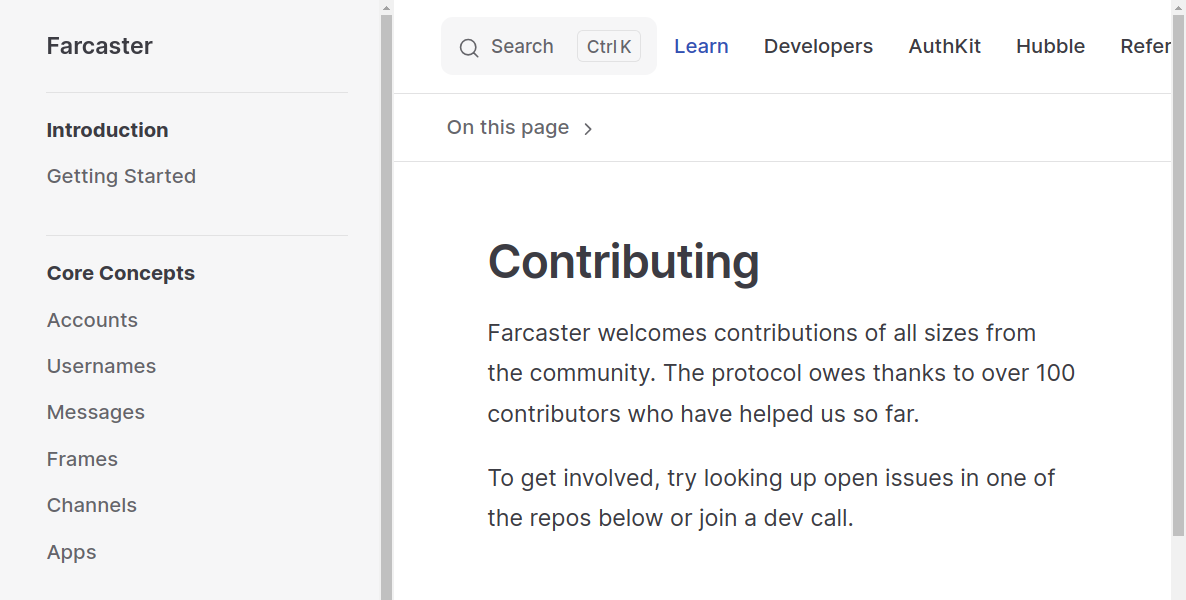 Farcaster
Introduction
Getting Started
Core Concepts
Accounts
Usernames
Messages
Frames
Channels
Apps
Search Ctrl K Learn Developers AuthKit Hubble Refer
On this page
Contributing
Farcaster welcomes contributions of all sizes from
the community. The protocol owes thanks to over 100
contributors who have helped us so far.
To get involved, try looking up open issues in one of
the repos below or join a dev call.